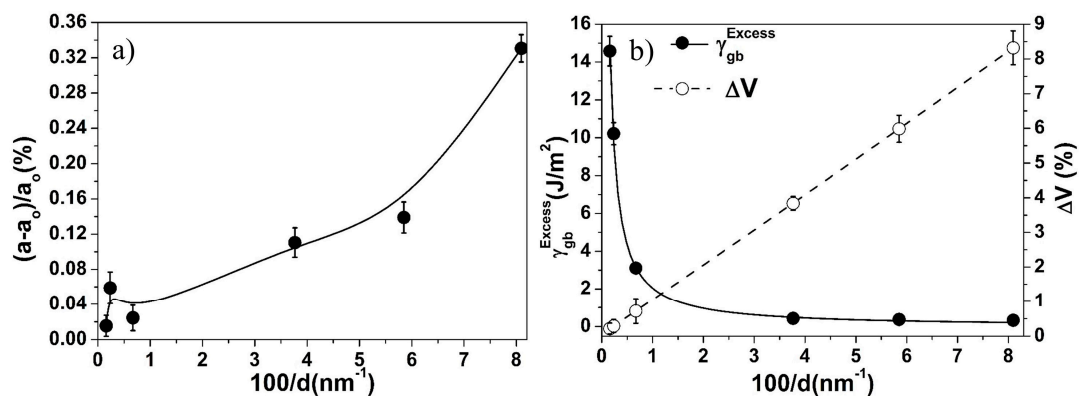 a)
0.36
0.32
0.28
0.24
0.20
0.16
0.12
0.08
0.04
0.00
(a-a₀)/a₀(%)
0 1 2 3 4 5 6 7 8
100/d(nm⁻¹)
b)
γ_gb^Excess
ΔV
16
14
12
10
8
6
4
2
0
γ_gb^Excess(J/m²)
9
8
7
6
5
4
3
2
1
0
ΔV (%)
0 1 2 3 4 5 6 7 8
100/d(nm⁻¹)